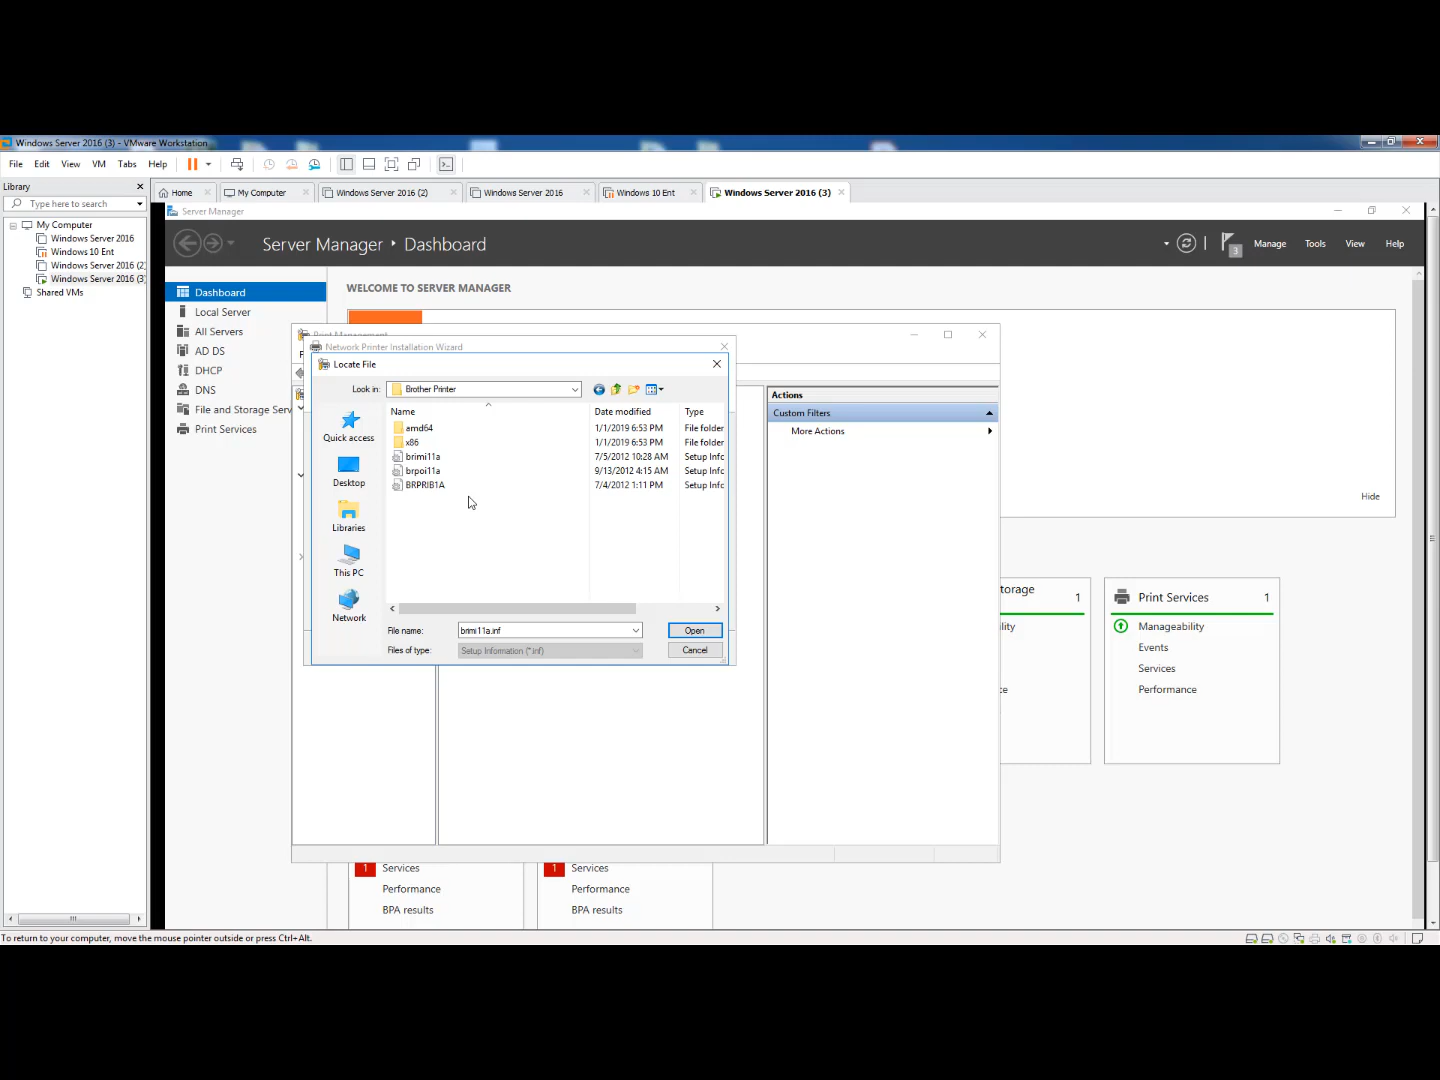 Windows Server 2016 (3) - VMware Workstation
File Edit View VM Tabs Help
Library
Type here to search
My Computer
Windows Server 2016
Windows 10 Ent
Windows Server 2016 (2)
Windows Server 2016 (3)
Shared VMs
Home My Computer Windows Server 2016 (2) Windows Server 2016 Windows 10 Ent Windows Server 2016 (3)
Server Manager
Server Manager Dashboard
3 Manage Tools View Help
Dashboard
Local Server
All Servers
AD DS
DHCP
DNS
File and Storage Serv
Print Services
WELCOME TO SERVER MANAGER
Print Management
Network Printer Installation Wizard
Locate File
Look in: Brother Printer
Name Date modified Type
amd64 1/1/2019 6:53 PM File folder
x86 1/1/2019 6:53 PM File folder
brimi11a 7/5/2012 10:28 AM Setup Info
brpoi11a 9/13/2012 4:15 AM Setup Info
BRPRIB1A 7/4/2012 1:11 PM Setup Info
Quick access
Desktop
Libraries
This PC
Network
File name: brimi11a.inf Open
Files of type: Setup Information (*.inf) Cancel
Actions
Custom Filters
More Actions
Hide
torage 1
ility
ce
Print Services 1
Manageability
Events
Services
Performance
1 Services
Performance
BPA results
1 Services
Performance
BPA results
To return to your computer, move the mouse pointer outside or press Ctrl+Alt.